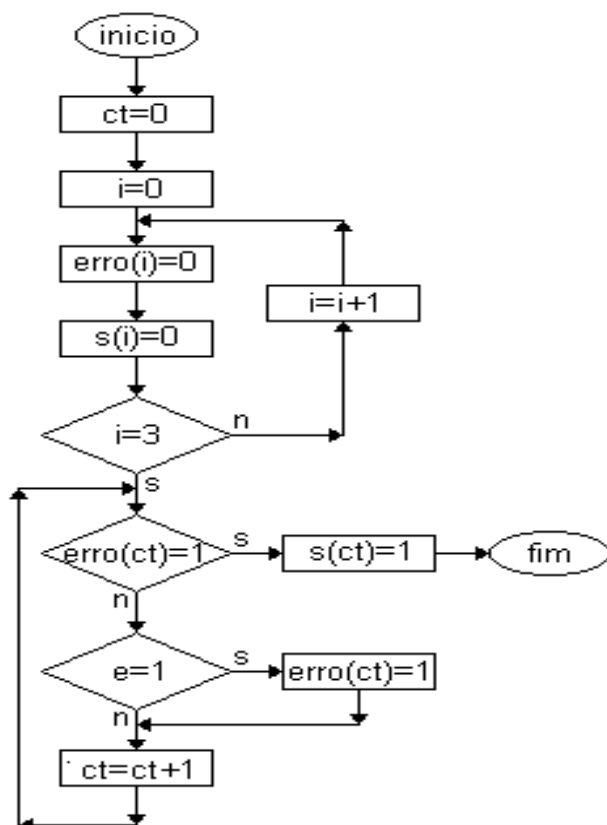 inicio
ct=0
i=0
erro(i)=0
i=i+1
s(i)=0
i=3
n
s
erro(ct)=1
s
s(ct)=1
fim
n
e=1
s
erro(ct)=1
n
ct=ct+1